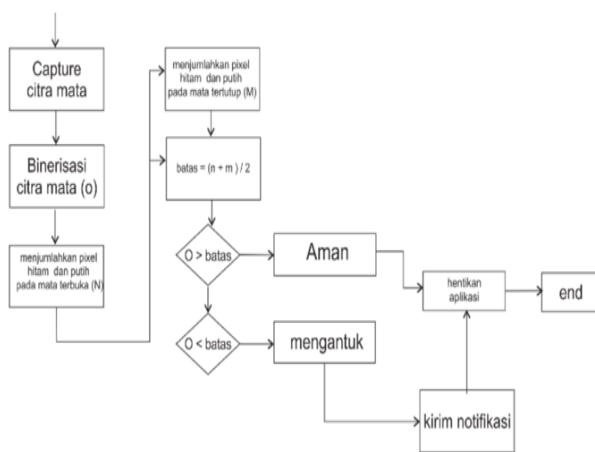 Capture
citra mata
Binerisasi
citra mata (o)
menjumlahkan pixel
hitam dan putih
pada mata terbuka (N)
menjumlahkan pixel
hitam dan putih
pada mata tertutup (M)
batas = (n + m ) / 2
O > batas
Aman
O < batas
mengantuk
kirim notifikasi
hentikan
aplikasi
end